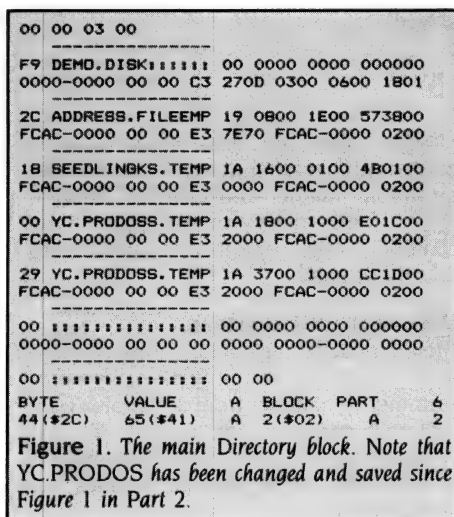 00 00 03 00
F9 DEMO.DISK:::::: 00 0000 0000 000000
0000-0000 00 00 C3 270D 0300 0600 1801
2C ADDRESS.FILEEMP 19 0800 1E00 573800
FCAC-0000 00 00 E3 7E70 FCAC-0000 0200
1B SEEDLINGKS.TEMP 1A 1600 0100 4B0100
FCAC-0000 00 00 E3 0000 FCAC-0000 0200
00 YC.PRODOSS.TEMP 1A 1800 1000 E01C00
FCAC-0000 00 00 E3 2000 FCAC-0000 0200
29 YC.PRODOSS.TEMP 1A 3700 1000 CC1D00
FCAC-0000 00 00 E3 2000 FCAC-0000 0200
00 ::::::::::::::: 00 0000 0000 000000
0000-0000 00 00 00 0000 0000-0000 0000
00 ::::::::::::::: 00 00
BYTE VALUE A BLOCK PART 6
44($2C) 65($41) A 2($02) A 2
Figure 1. The main Directory block. Note that
YC.PRODOS has been changed and saved since
Figure 1 in Part 2.